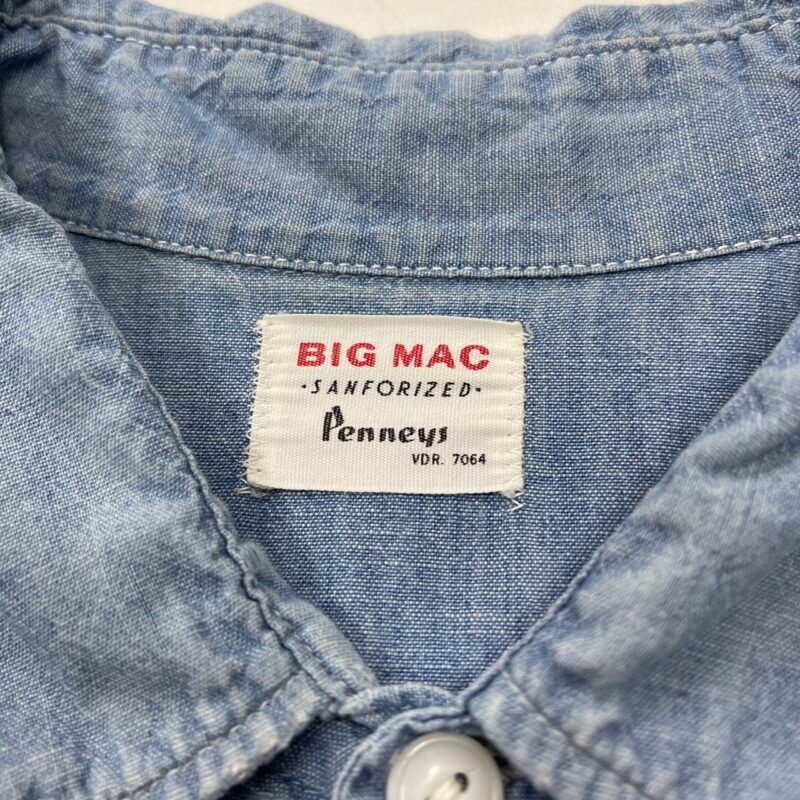 BIG MAC
·SANFORIZED·
Penneys
VDR. 7064